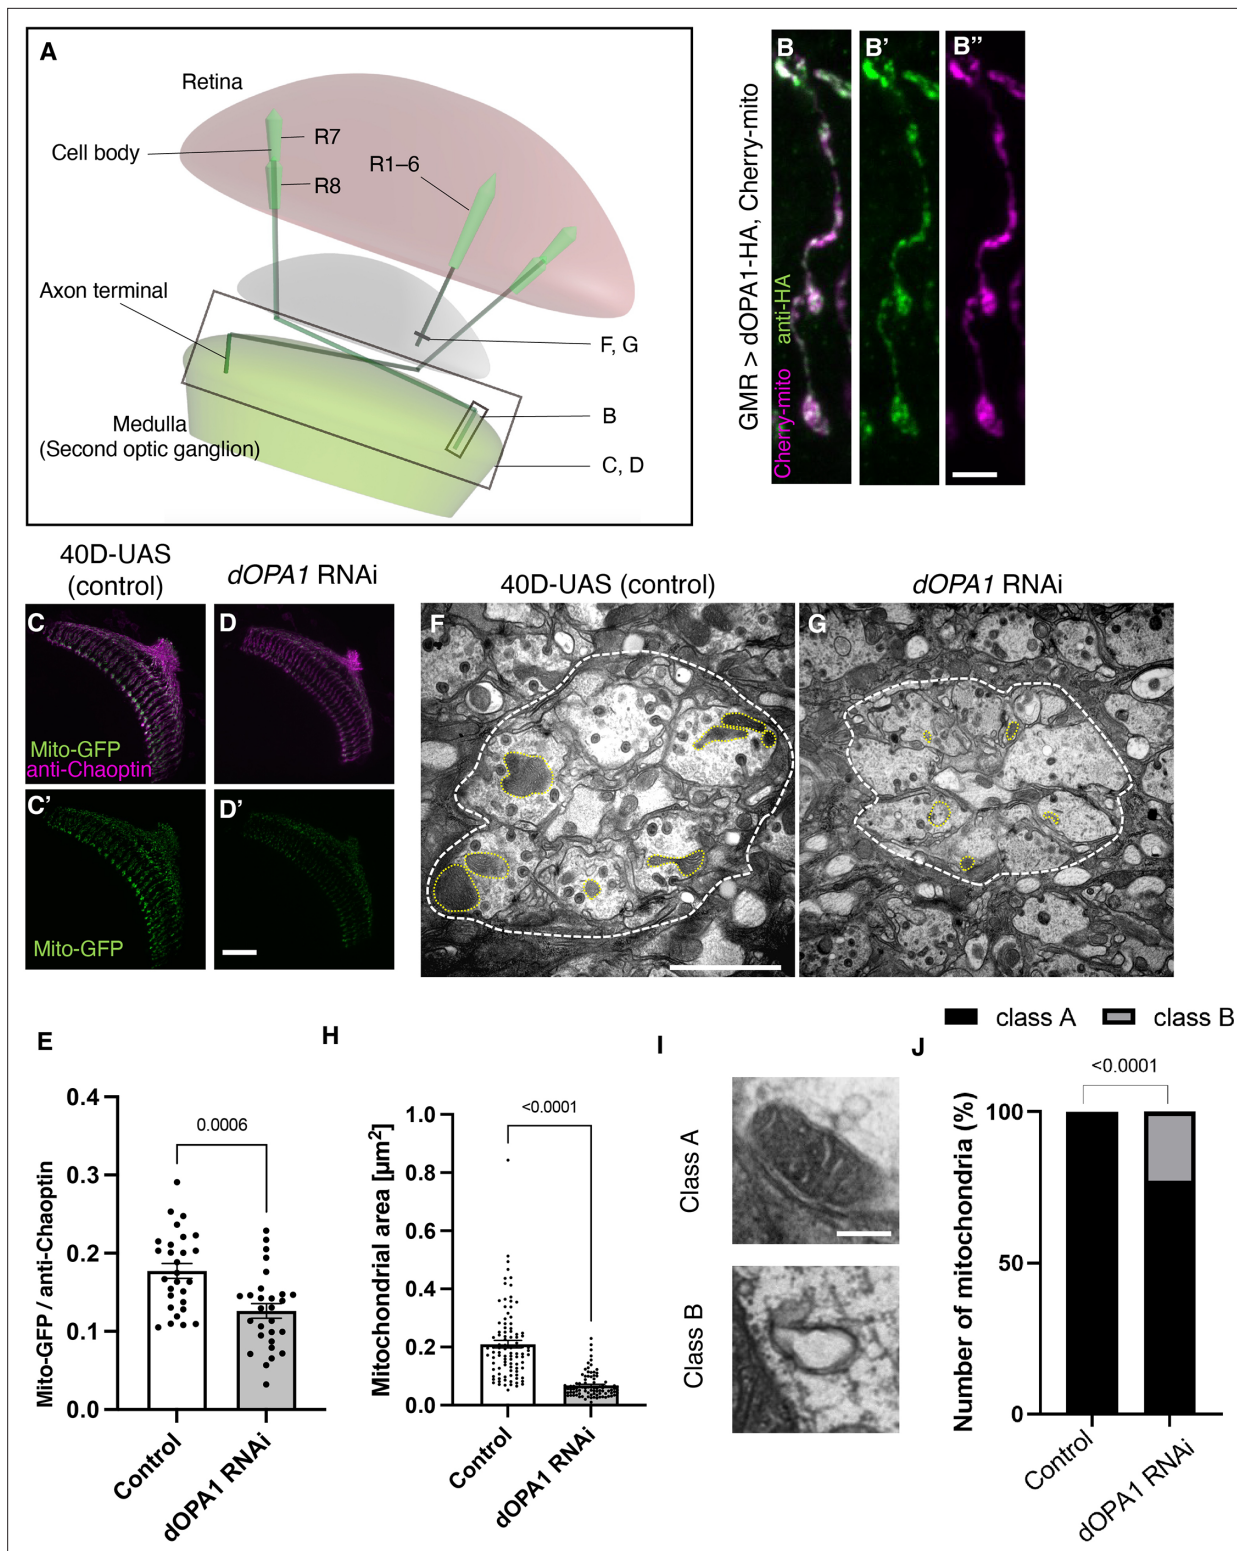 A
Retina
Cell body
R7
R8
R1–6
Axon terminal
F, G
B
C, D
Medulla
(Second optic ganglion)
GMR > dOPA1-HA, Cherry-mito
Cherry-mito anti-HA
B
B’
B’’
40D-UAS
(control)
dOPA1 RNAi
C
Mito-GFP
anti-Chaoptin
D
C’
Mito-GFP
D’
40D-UAS (control)
dOPA1 RNAi
F
G
E
Mito-GFP / anti-Chaoptin
0.4
0.3
0.2
0.1
0.0
0.0006
Control
dOPA1 RNAi
H
Mitochondrial area [µm2]
1.0
0.8
0.6
0.4
0.2
0.0
<0.0001
Control
dOPA1 RNAi
I
Class A
Class B
J
class A
class B
<0.0001
Number of mitochondria (%)
100
50
0
Control
dOPA1 RNAi